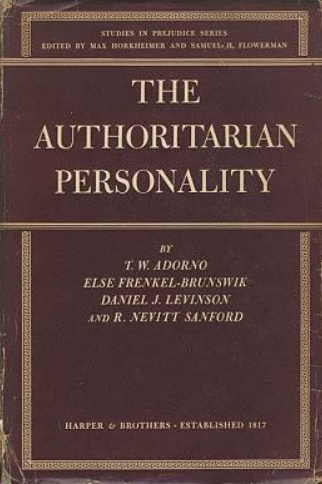 STUDIES IN PREJUDICE SERIES
EDITED BY MAX HORKHEIMER AND SAMUEL H. FLOWERMAN
THE
AUTHORITARIAN
PERSONALITY
BY
T. W. ADORNO
ELSE FRENKEL-BRUNSWIK
DANIEL J. LEVINSON
AND R. NEVITT SANFORD
HARPER & BROTHERS · ESTABLISHED 1817